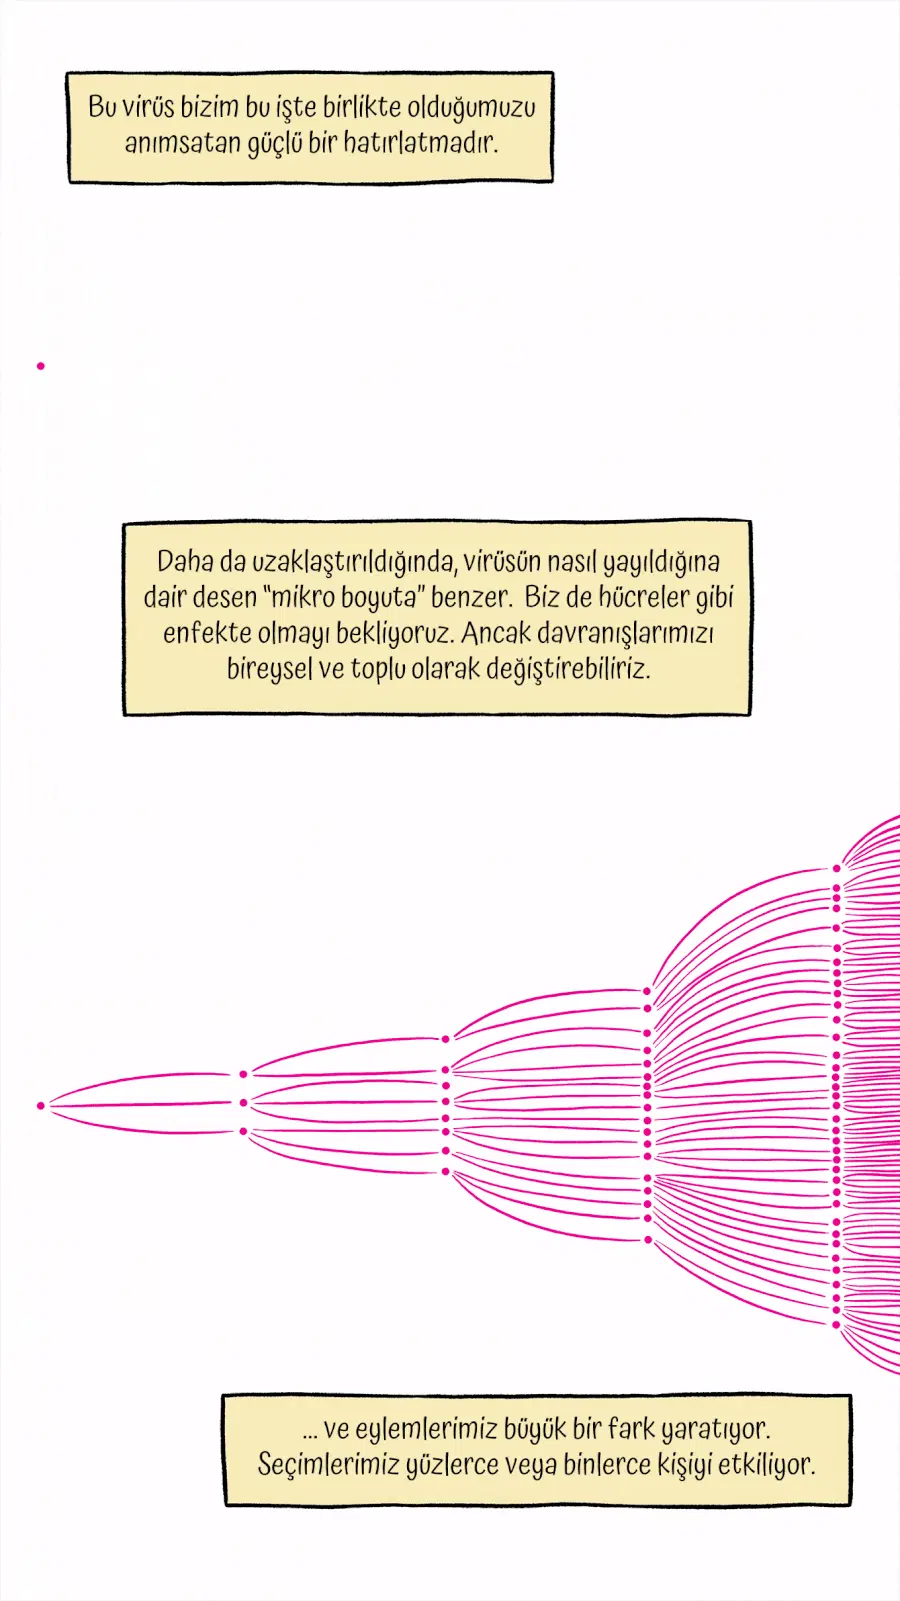 Bu virüs bizim bu işte birlikte olduğumuzu
anımsatan güçlü bir hatırlatmadır.
Daha da uzaklaştırıldığında, virüsün nasıl yayıldığına
dair desen "mikro boyuta" benzer. Biz de hücreler gibi
enfekte olmayı bekliyoruz. Ancak davranışlarımızı
bireysel ve toplu olarak değiştirebiliriz.
... ve eylemlerimiz büyük bir fark yaratıyor.
Seçimlerimiz yüzlerce veya binlerce kişiyi etkiliyor.